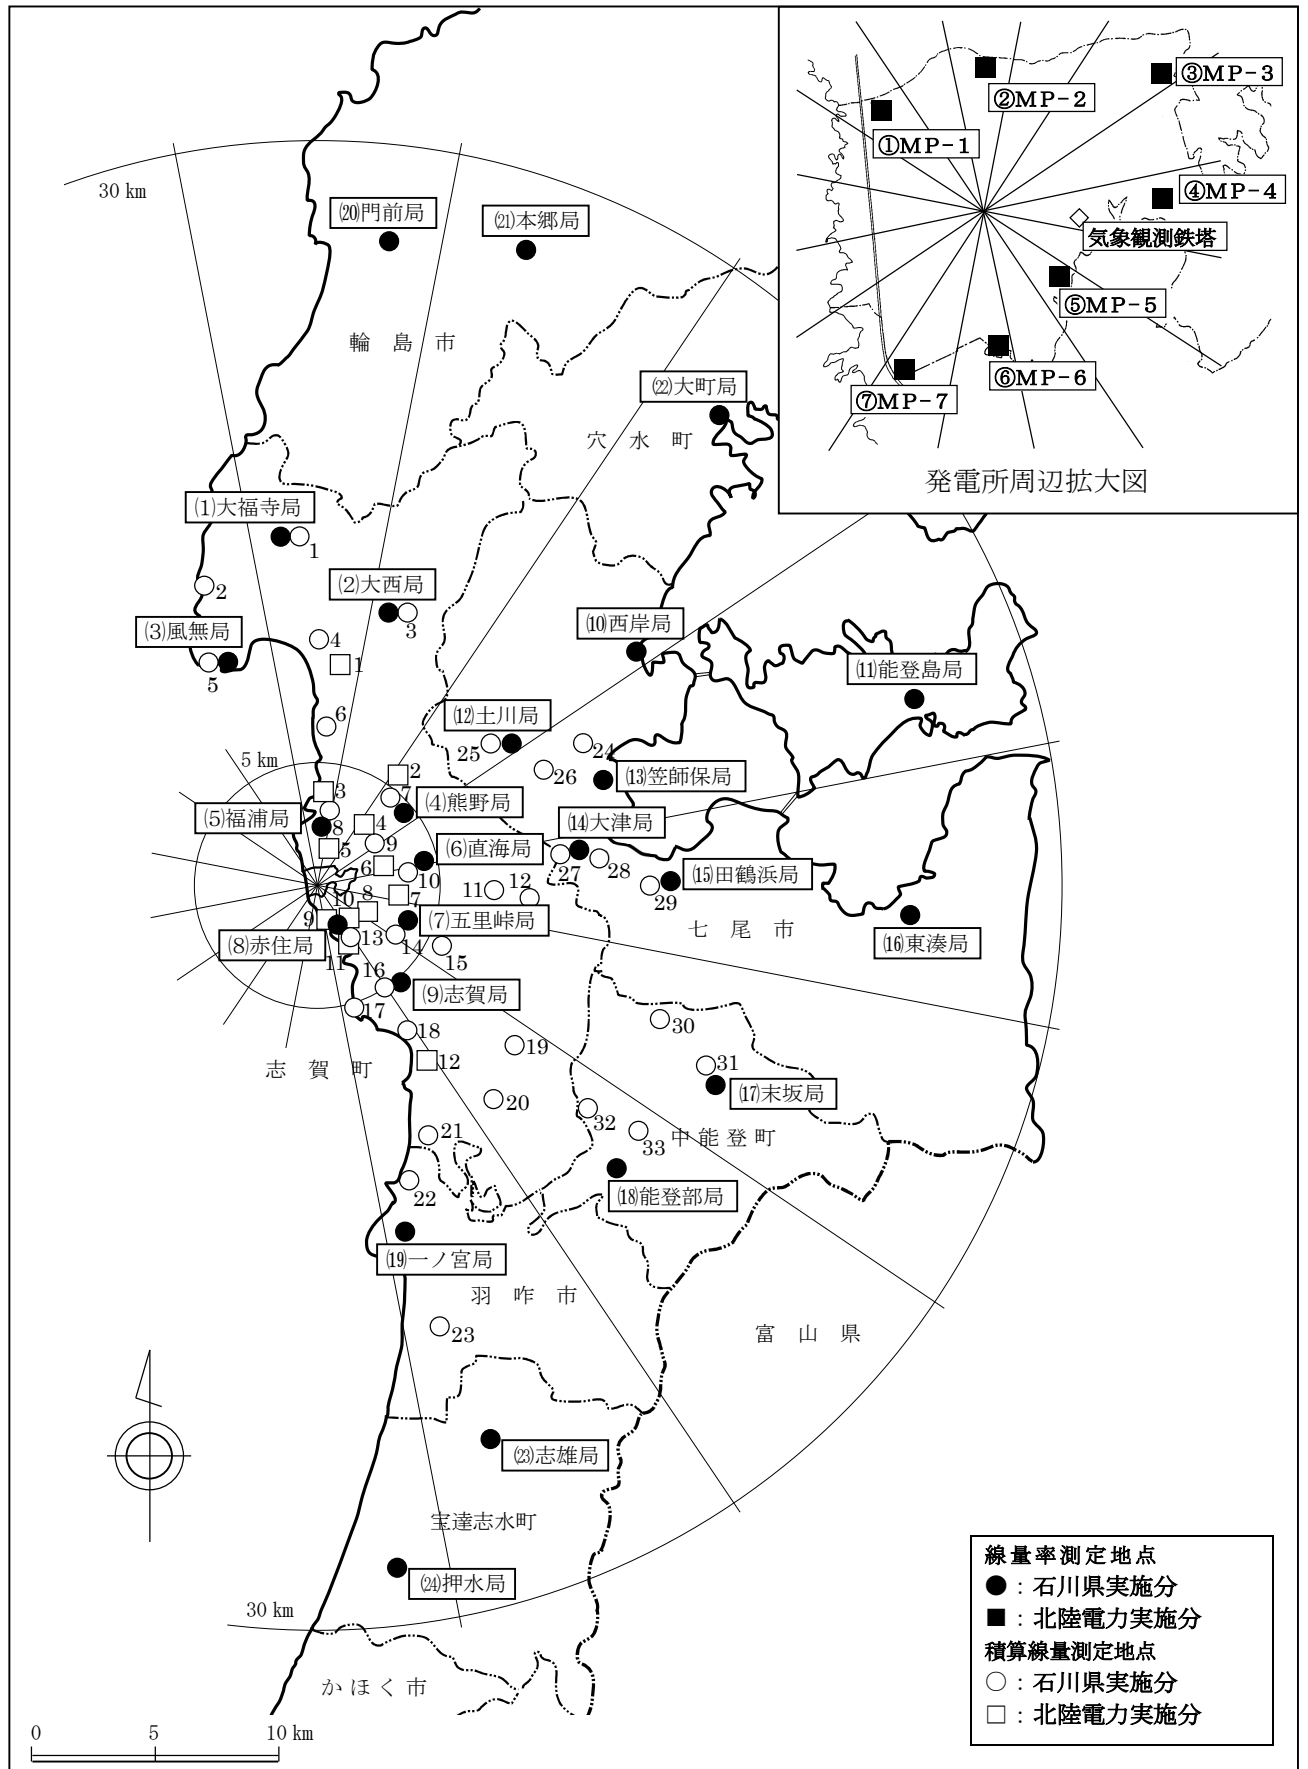 30 km
⑳門前局
㉑本郷局
輪島市
㉒大町局
穴水町
①MP-1
②MP-2
③MP-3
④MP-4
気象観測鉄塔
⑤MP-5
⑥MP-6
⑦MP-7
発電所周辺拡大図
⑴大福寺局
1
2
⑵大西局
3
⑶風無局
4
1
5
⑽西岸局
⑾能登島局
6
⑿土川局
25
24
26
5 km
2
⒀笠師保局
3
7
⑷熊野局
⑸福浦局
8
4
⒁大津局
5
9
⑹直海局
6
10
27
28
⒂田鶴浜局
29
11
12
7
8
10
9
⑺五里峠局
七尾市
⒃東湊局
⑻赤住局
13
14
15
11
16
⑼志賀局
17
18
30
志賀町
12
19
31
⒄末坂局
20
32
33
中能登町
21
22
⒅能登部局
⒆一ノ宮局
羽咋市
23
富山県
㉓志雄局
宝達志水町
㉔押水局
30 km
かほく市
0 5 10 km
線量率測定地点
●：石川県実施分
■：北陸電力実施分
積算線量測定地点
○：石川県実施分
□：北陸電力実施分